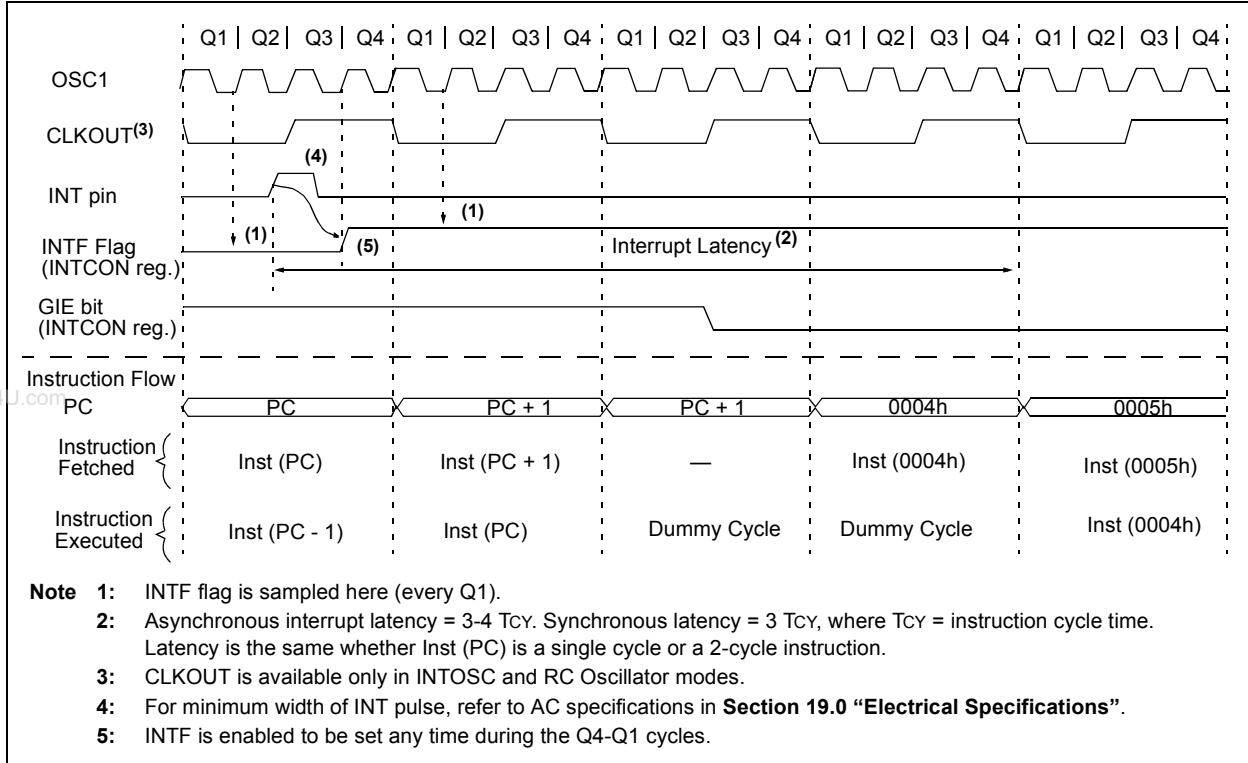 Q1 | Q2 | Q3 | Q4 Q1 | Q2 | Q3 | Q4 Q1 | Q2 | Q3 | Q4 Q1 | Q2 | Q3 | Q4 Q1 | Q2 | Q3 | Q4
OSC1
CLKOUT(3)
(4)
INT pin
(1)
(1)
INTF Flag
(INTCON reg.)
(5)
Interrupt Latency (2)
GIE bit
(INTCON reg.)
Instruction Flow
PC PC PC + 1 PC + 1 0004h 0005h
Instruction
Fetched
Inst (PC) Inst (PC + 1) — Inst (0004h) Inst (0005h)
Instruction
Executed
Inst (PC - 1) Inst (PC) Dummy Cycle Dummy Cycle Inst (0004h)
Note 1: INTF flag is sampled here (every Q1).
2: Asynchronous interrupt latency = 3-4 TCY. Synchronous latency = 3 TCY, where TCY = instruction cycle time.
Latency is the same whether Inst (PC) is a single cycle or a 2-cycle instruction.
3: CLKOUT is available only in INTOSC and RC Oscillator modes.
4: For minimum width of INT pulse, refer to AC specifications in Section 19.0 “Electrical Specifications”.
5: INTF is enabled to be set any time during the Q4-Q1 cycles.